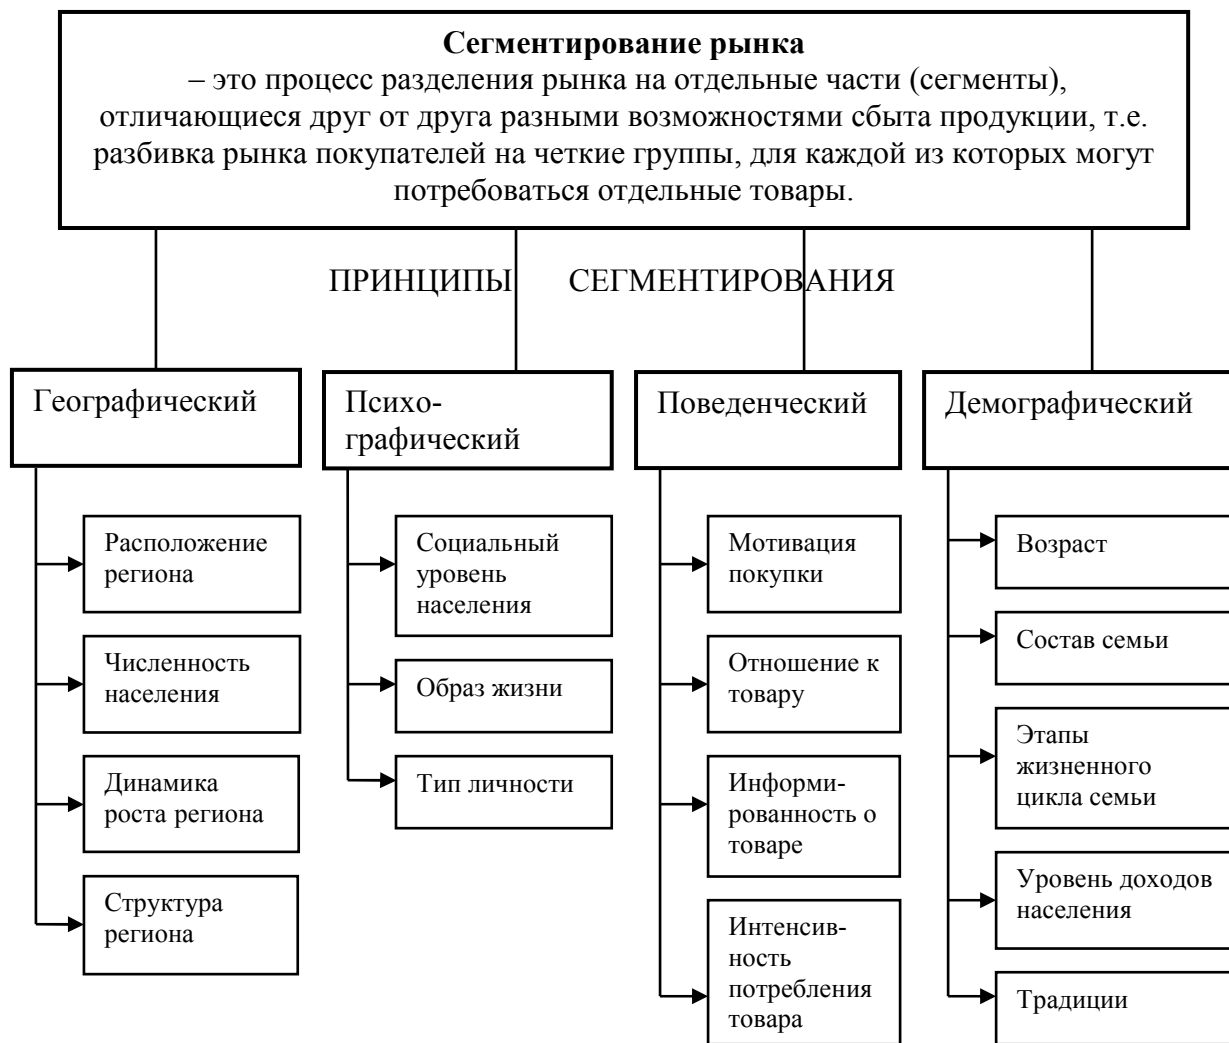 Сегментирование рынка
– это процесс разделения рынка на отдельные части (сегменты),
отличающиеся друг от друга разными возможностями сбыта продукции, т.е.
разбивка рынка покупателей на четкие группы, для каждой из которых могут
потребоваться отдельные товары.
ПРИНЦИПЫ СЕГМЕНТИРОВАНИЯ
Географический
Расположение
региона
Численность
населения
Динамика
роста региона
Структура
региона
Психо-
графический
Социальный
уровень
населения
Образ жизни
Тип личности
Поведенческий
Мотивация
покупки
Отношение к
товару
Информи-
рованность о
товаре
Интенсив-
ность
потребления
товара
Демографический
Возраст
Состав семьи
Этапы
жизненного
цикла семьи
Уровень доходов
населения
Традиции